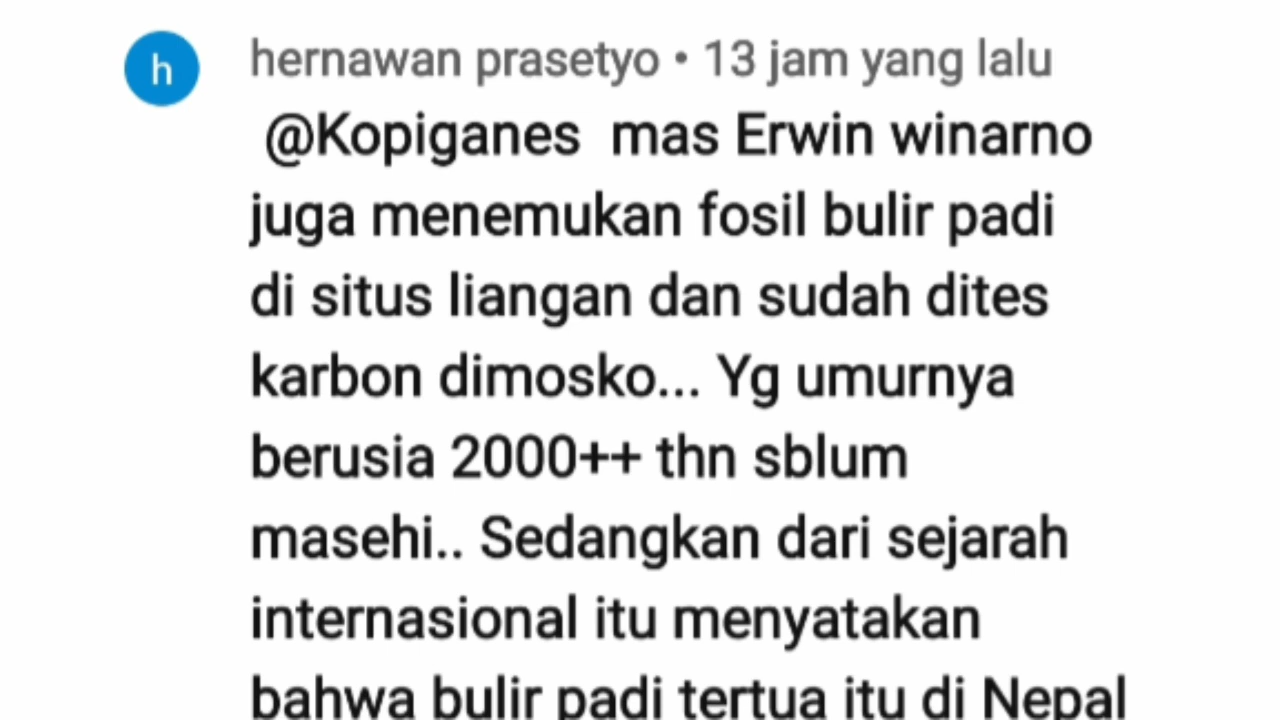 h
hernawan prasetyo • 13 jam yang lalu
@Kopiganes mas Erwin winarno
juga menemukan fosil bulir padi
di situs liangan dan sudah dites
karbon dimosko... Yg umurnya
berusia 2000++ thn sblum
masehi.. Sedangkan dari sejarah
internasional itu menyatakan
bahwa bulir padi tertua itu di Nepal